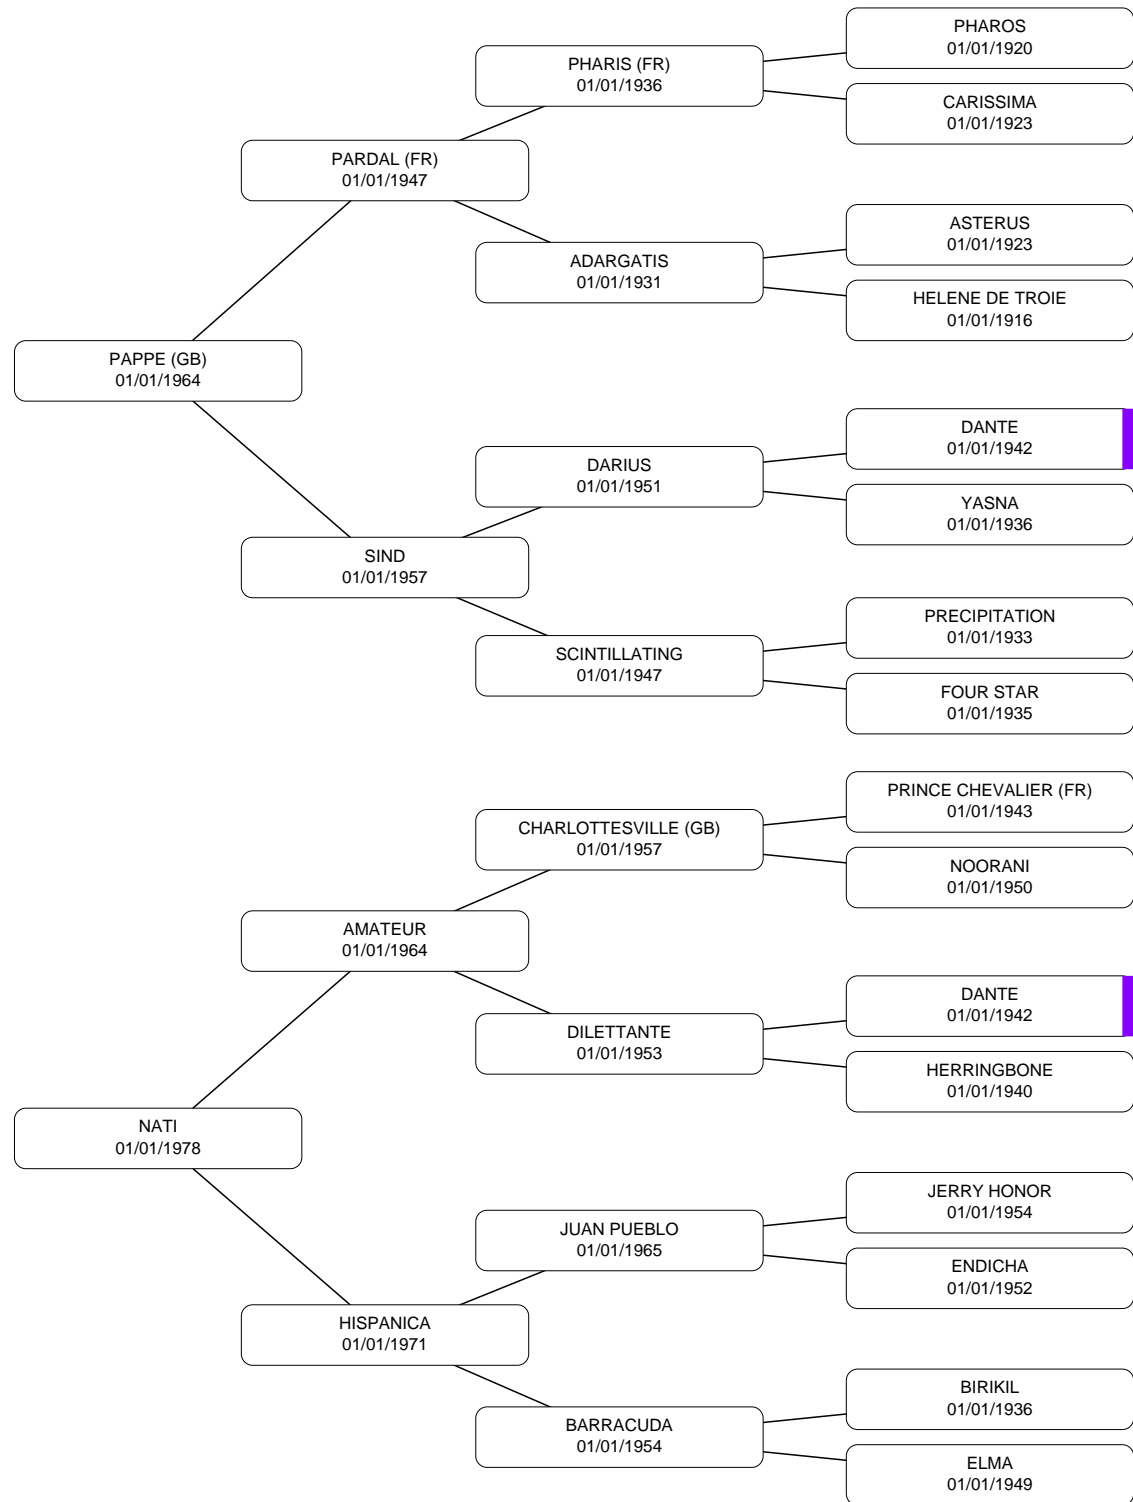 PHAROS
01/01/1920
PHARIS (FR)
01/01/1936
CARISSIMA
01/01/1923
PARDAL (FR)
01/01/1947
ASTERUS
01/01/1923
ADARGATIS
01/01/1931
HELENE DE TROIE
01/01/1916
PAPPE (GB)
01/01/1964
DANTE
01/01/1942
DARIUS
01/01/1951
YASNA
01/01/1936
SIND
01/01/1957
PRECIPITATION
01/01/1933
SCINTILLATING
01/01/1947
FOUR STAR
01/01/1935
PRINCE CHEVALIER (FR)
01/01/1943
CHARLOTTESVILLE (GB)
01/01/1957
NOORANI
01/01/1950
AMATEUR
01/01/1964
DANTE
01/01/1942
DILETTANTE
01/01/1953
HERRINGBONE
01/01/1940
NATI
01/01/1978
JERRY HONOR
01/01/1954
JUAN PUEBLO
01/01/1965
ENDICHA
01/01/1952
HISPANICA
01/01/1971
BIRIKIL
01/01/1936
BARRACUDA
01/01/1954
ELMA
01/01/1949